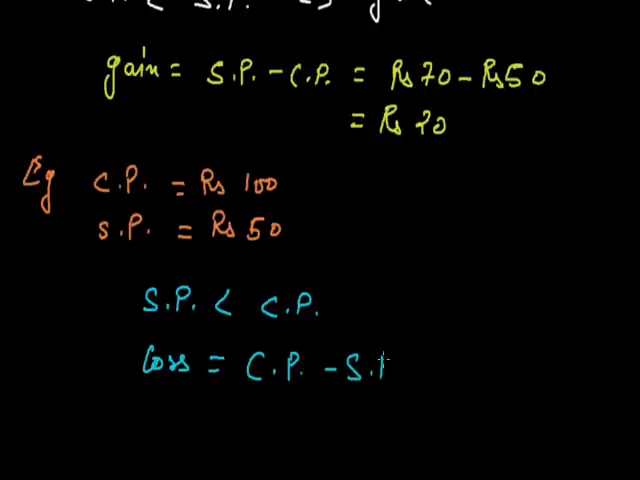 gain = S.P. - C.P. = Rs 70 - Rs 50
= Rs 20
Eg C.P. = Rs 100
S.P. = Rs 50
S.P. < C.P.
Loss = C.P. - S.